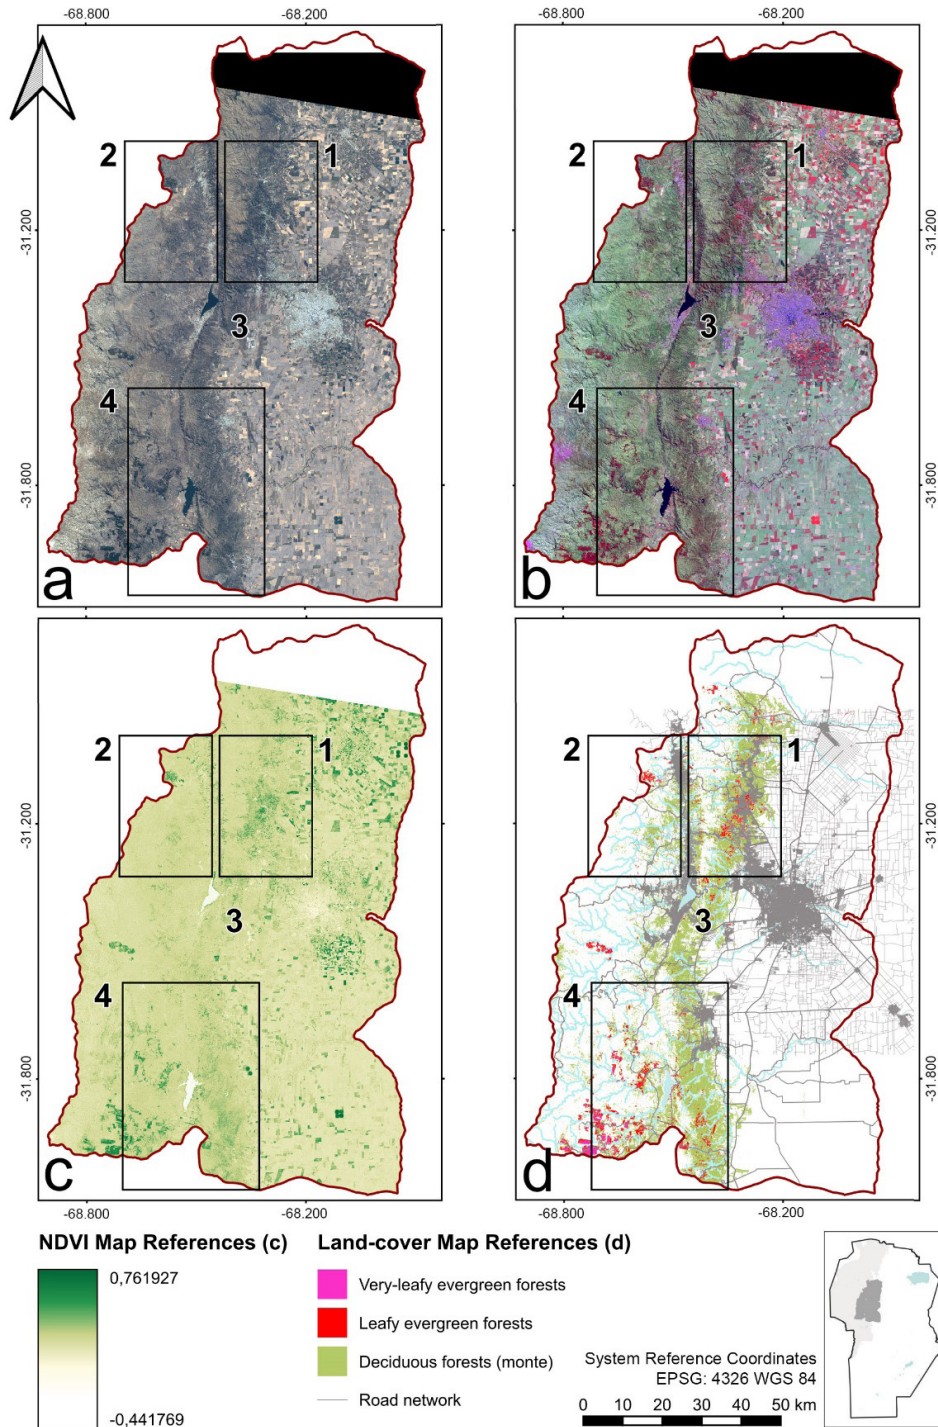 -68.800 -68.200 -68.800 -68.200
2 1 2 1
-31.200 -31.200
3 3
4 4
-31.800 -31.800
a b
2 1 2 1
-31.200 -31.200
3 3
4 4
-31.800 -31.800
c d
-68.800 -68.200 -68.800 -68.200
NDVI Map References (c)
0,761927
-0,441769
Land-cover Map References (d)
Very-leafy evergreen forests
Leafy evergreen forests
Deciduous forests (monte)
Road network
System Reference Coordinates
EPSG: 4326 WGS 84
0 10 20 30 40 50 km